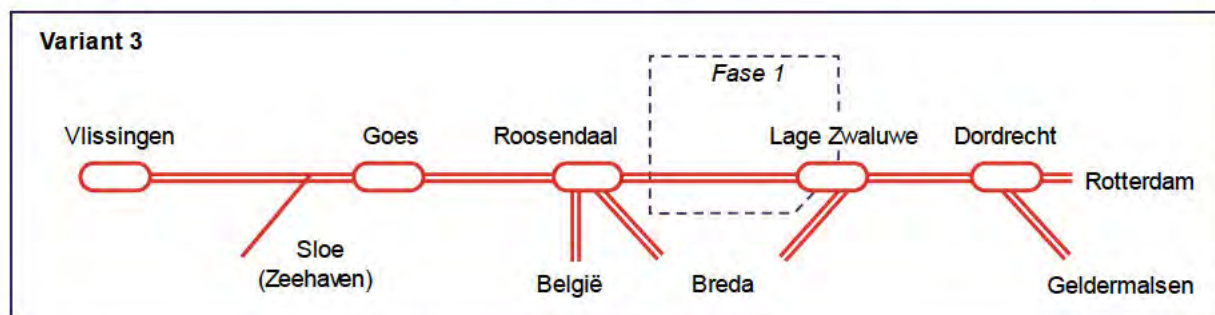 Variant 3
Fase 1
Vlissingen
Goes
Roosendaal
Lage Zwaluwe
Dordrecht
Rotterdam
Sloe
(Zeehaven)
België
Breda
Geldermalsen